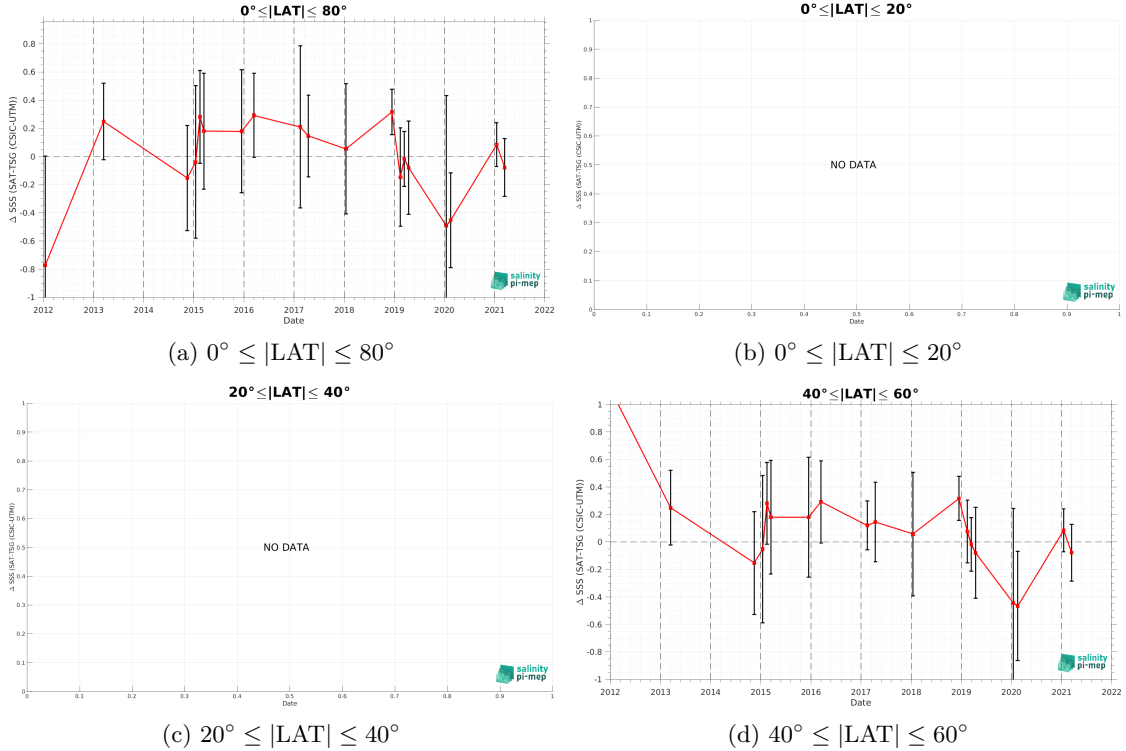 0°≤|LAT|≤ 80°
0.8
0.6
0.4
0.2
0
-0.2
-0.4
-0.6
-0.8
-1
Δ SSS (SAT-TSG (CSIC-UTM))
2012 2013 2014 2015 2016 2017 2018 2019 2020 2021 2022
Date
salinity
pi-mep
(a) 0° ≤ |LAT| ≤ 80°
0°≤|LAT|≤ 20°
1
0.9
0.8
0.7
0.6
0.5
0.4
0.3
0.2
0.1
0
Δ SSS (SAT-TSG (CSIC-UTM))
NO DATA
0 0.1 0.2 0.3 0.4 0.5 0.6 0.7 0.8 0.9 1
Date
salinity
pi-mep
(b) 0° ≤ |LAT| ≤ 20°
20°≤|LAT|≤ 40°
1
0.9
0.8
0.7
0.6
0.5
0.4
0.3
0.2
0.1
0
Δ SSS (SAT-TSG (CSIC-UTM))
NO DATA
0 0.1 0.2 0.3 0.4 0.5 0.6 0.7 0.8 0.9 1
Date
salinity
pi-mep
(c) 20° ≤ |LAT| ≤ 40°
40°≤|LAT|≤ 60°
1
0.8
0.6
0.4
0.2
0
-0.2
-0.4
-0.6
-0.8
-1
Δ SSS (SAT-TSG (CSIC-UTM))
2012 2013 2014 2015 2016 2017 2018 2019 2020 2021 2022
Date
salinity
pi-mep
(d) 40° ≤ |LAT| ≤ 60°